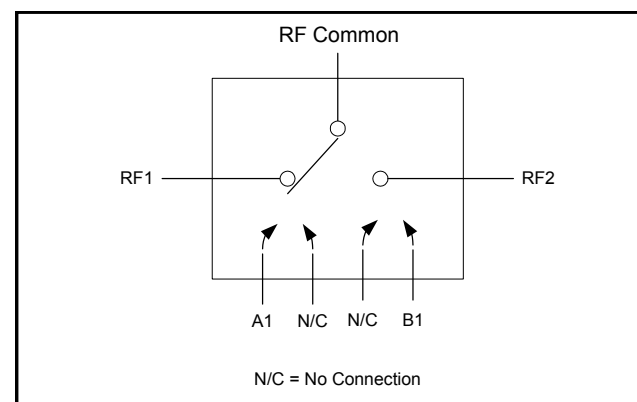 RF Common
RF1
RF2
A1 N/C N/C B1
N/C = No Connection